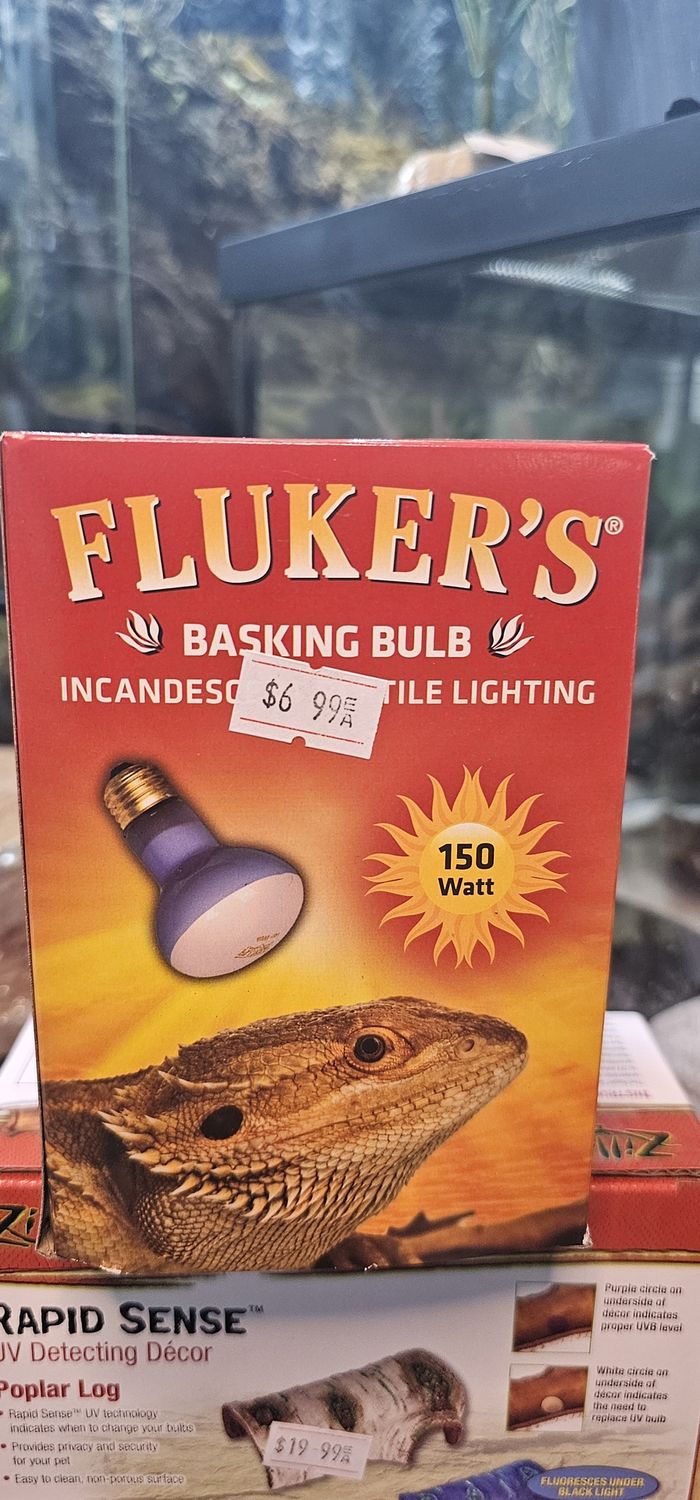 FLUKER'S®
BASKING BULB
INCANDESC TILE LIGHTING
$6 99 EA
150
Watt
RAPID SENSE™
UV Detecting Décor
Poplar Log
• Rapid Sense™ UV technology
indicates when to change your bulbs
• Provides privacy and security
for your pet
• Easy to clean, non-porous surface
$19 99 EA
Purple circle on
underside of
décor indicates
proper UVB level
White circle on
underside of
décor indicates
the need to
replace UV bulb
FLUORESCES UNDER
BLACK LIGHT